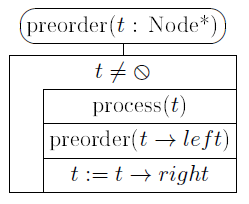 preorder(t : Node*)
t ≠ ⦸
process(t)
preorder(t → left)
t := t → right